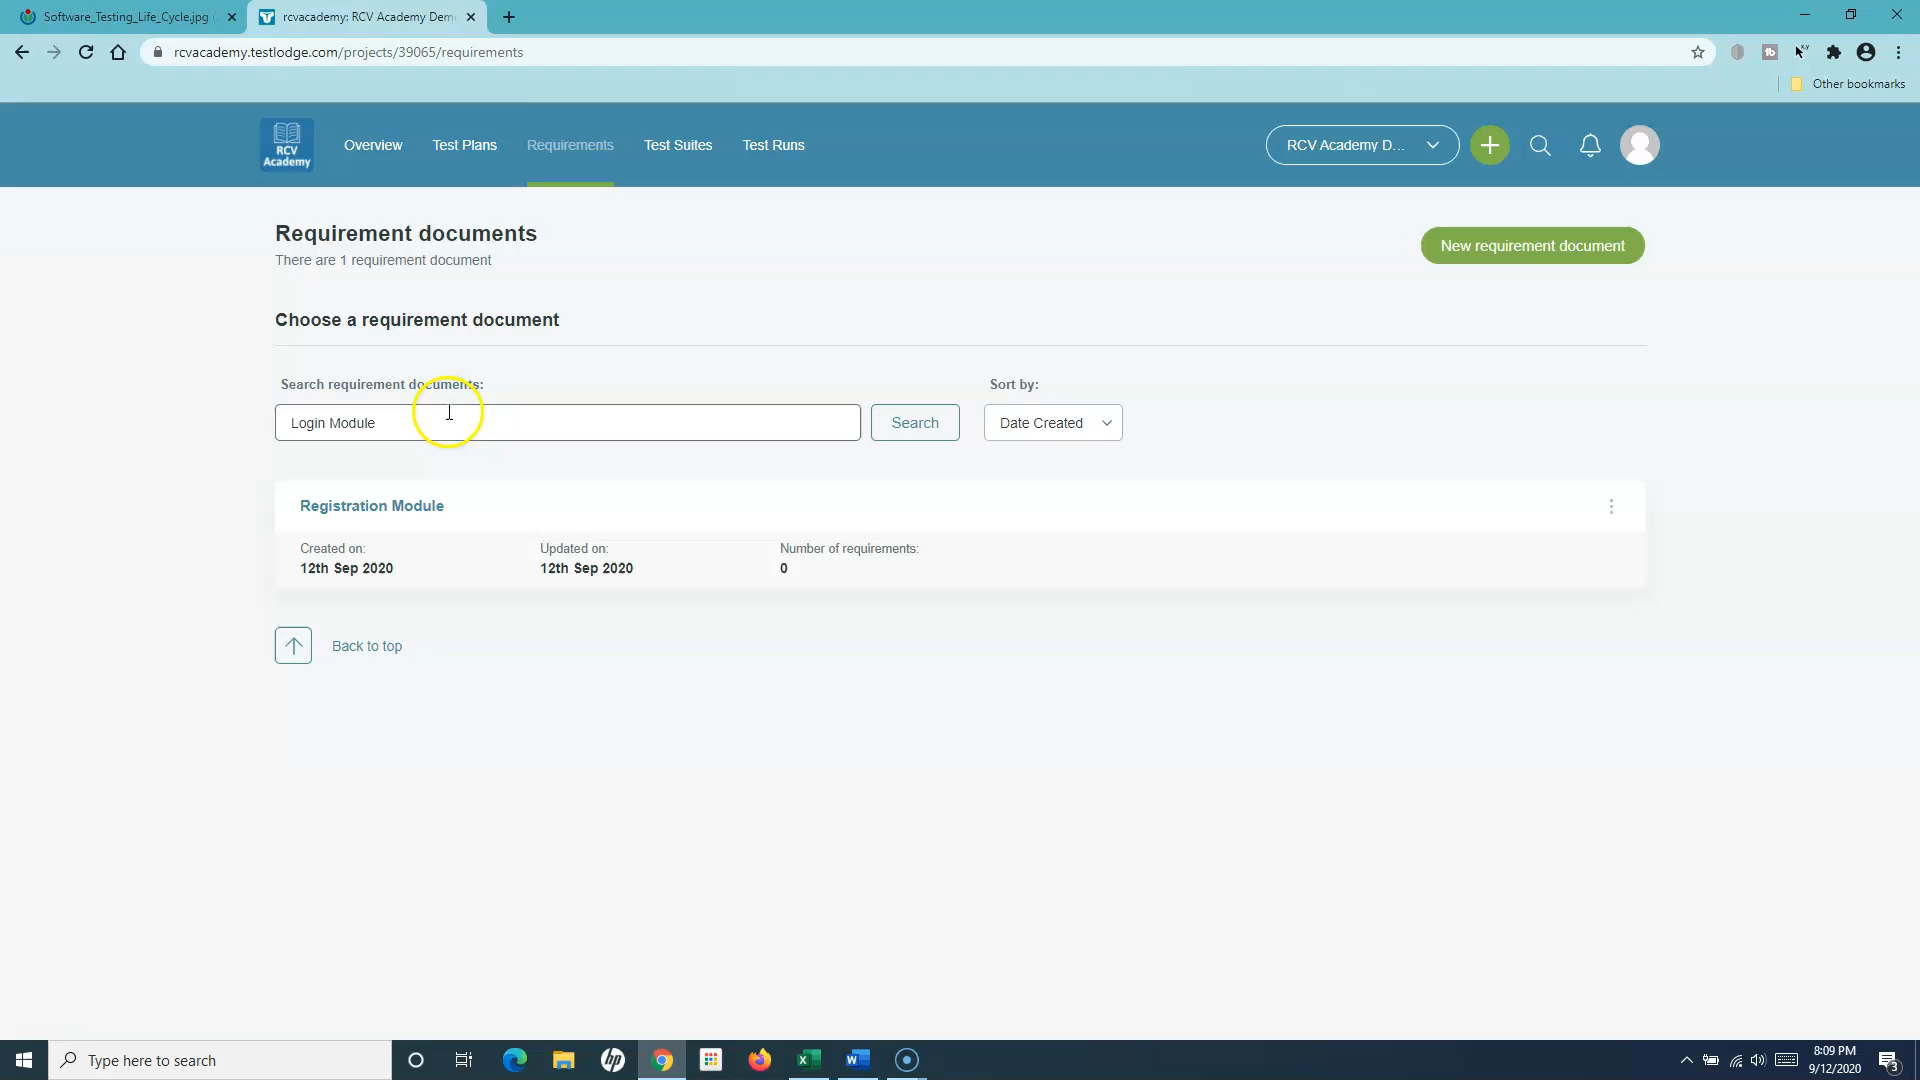 Software_Testing_Life_Cycle.jpg (
rcvacademy: RCV Academy Demo
rcvacademy.testlodge.com/projects/39065/requirements
Other bookmarks
RCV
Academy
Overview
Test Plans
Requirements
Test Suites
Test Runs
RCV Academy D...
Requirement documents
There are 1 requirement document
New requirement document
Choose a requirement document
Search requirement documents:
Sort by:
Login Module
Search
Date Created
Registration Module
Created on:
Updated on:
Number of requirements:
12th Sep 2020
12th Sep 2020
0
Back to top
Type here to search
8:09 PM
9/12/2020
3